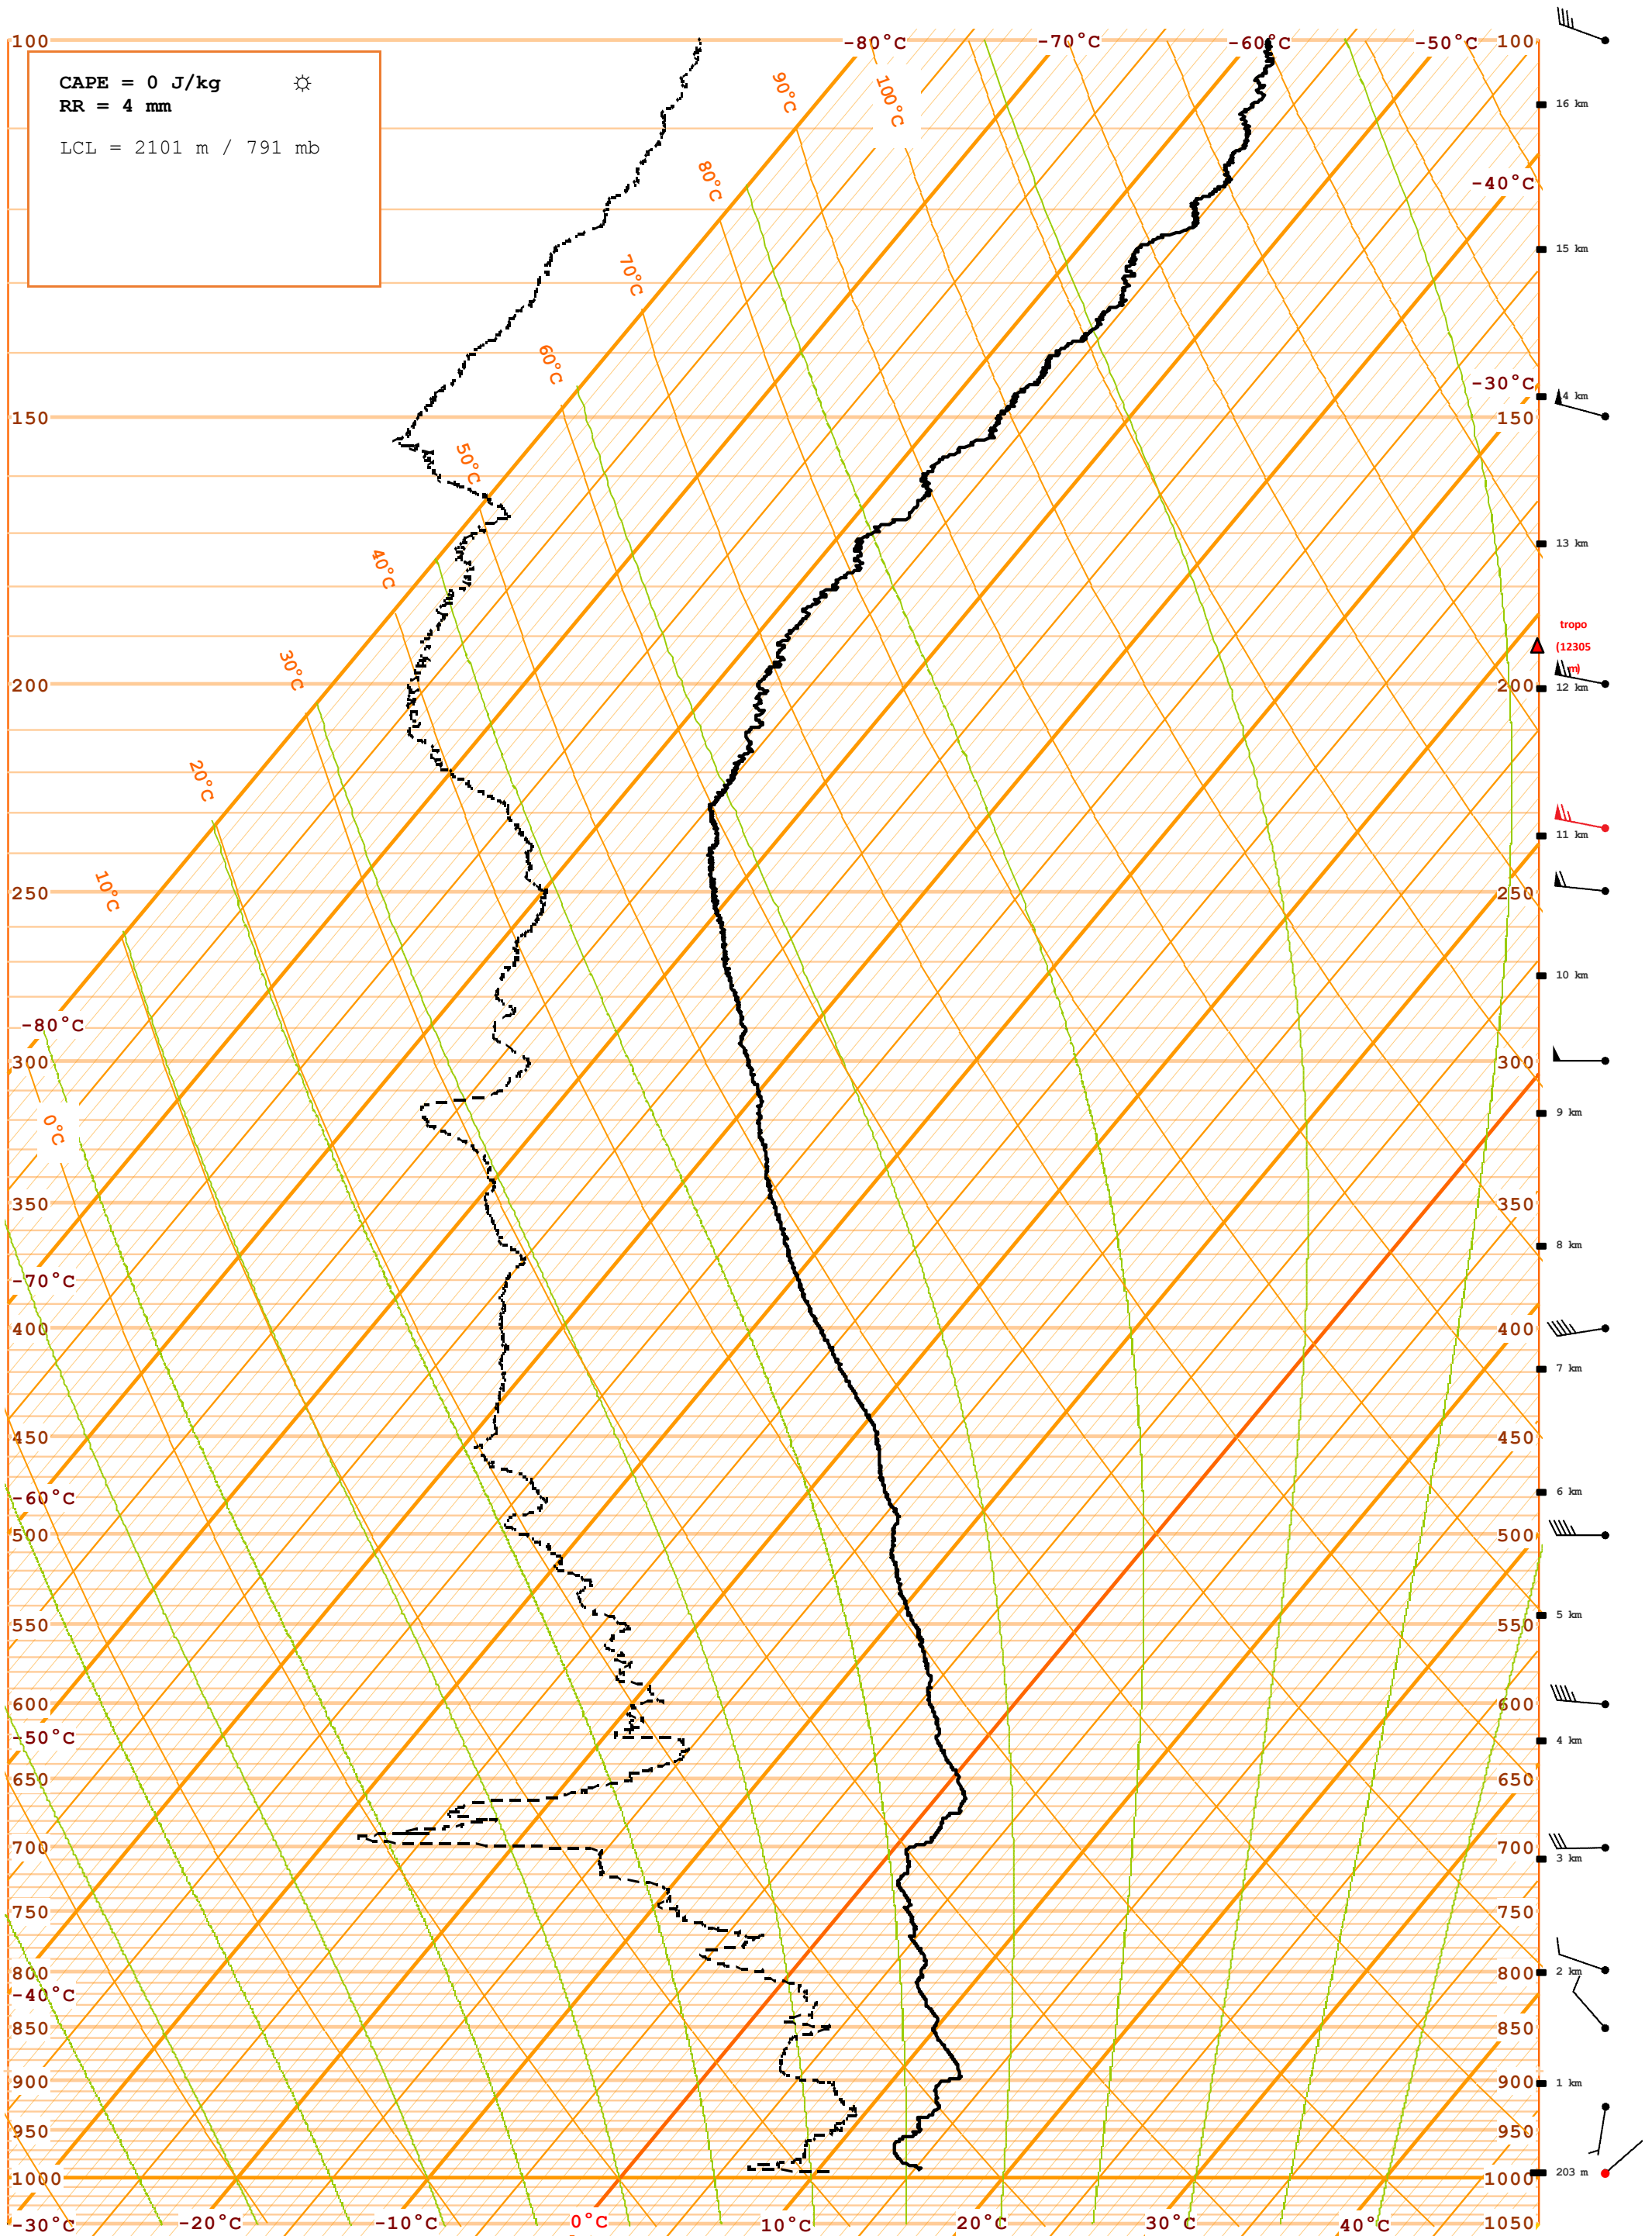 100 -80°C -70°C -60°C -50°C 100
CAPE = 0 J/kg ☼
RR = 4 mm
LCL = 2101 m / 791 mb
90°C 100°C
16 km
80°C
-40°C
15 km
70°C
60°C
-30°C
4 km
150 150
50°C
13 km
40°C
tropo
(12305
m)
30°C
200 200
12 km
20°C
11 km
10°C
250 250
10 km
-80°C
300 300
9 km
0°C
350 350
8 km
-70°C
400 400
7 km
450 450
6 km
-60°C
500 500
5 km
550 550
600 600
-50°C
4 km
650 650
700 700
3 km
750 750
800 800
2 km
-40°C
850 850
900 900
1 km
950 950
1000 1000
203 m
-30°C -20°C -10°C 0°C 10°C 20°C 30°C 40°C 1050